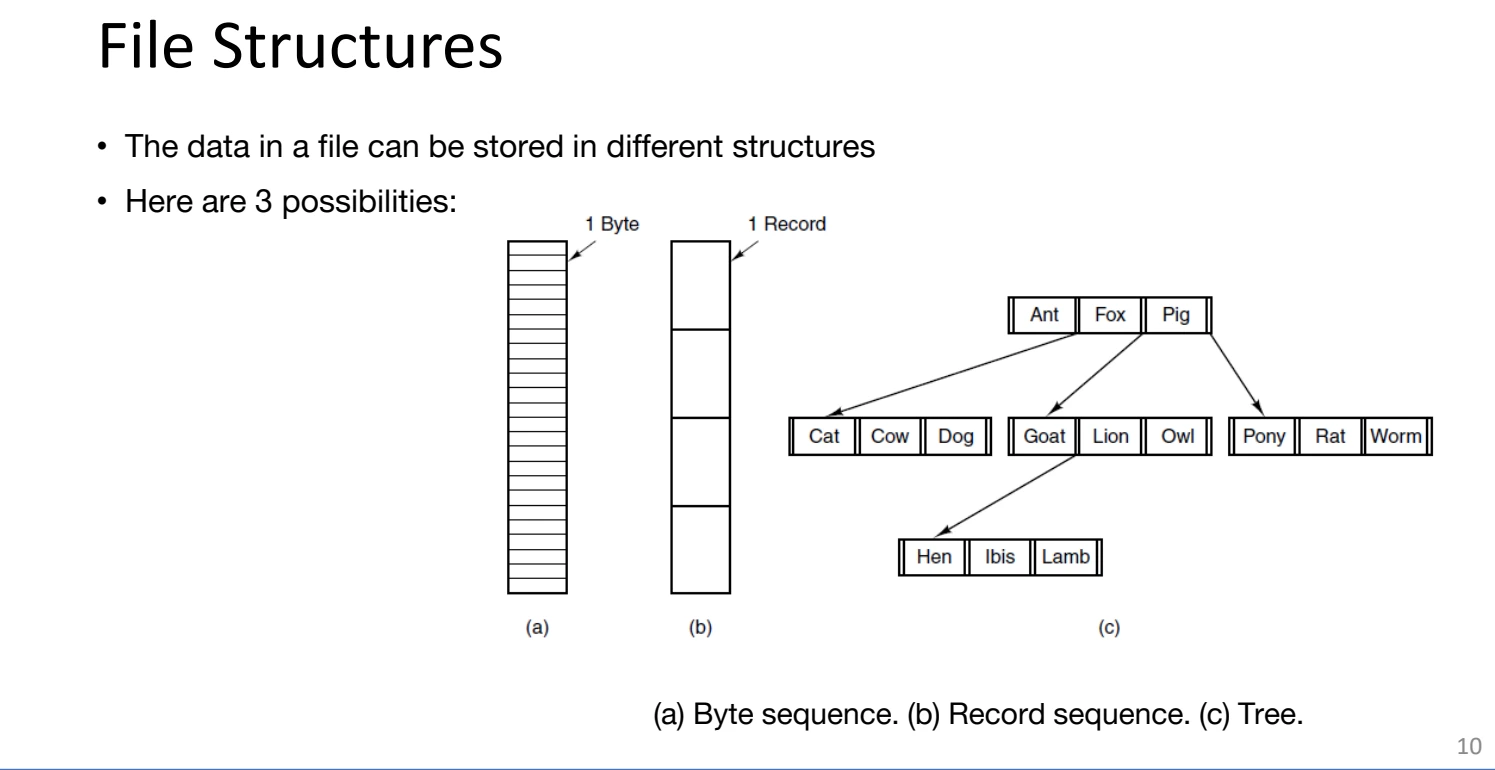 File Structures
• The data in a file can be stored in different structures
• Here are 3 possibilities:
1 Byte
1 Record
Ant Fox Pig
Cat Cow Dog Goat Lion Owl Pony Rat Worm
Hen Ibis Lamb
(a) (b) (c)
(a) Byte sequence. (b) Record sequence. (c) Tree.
10